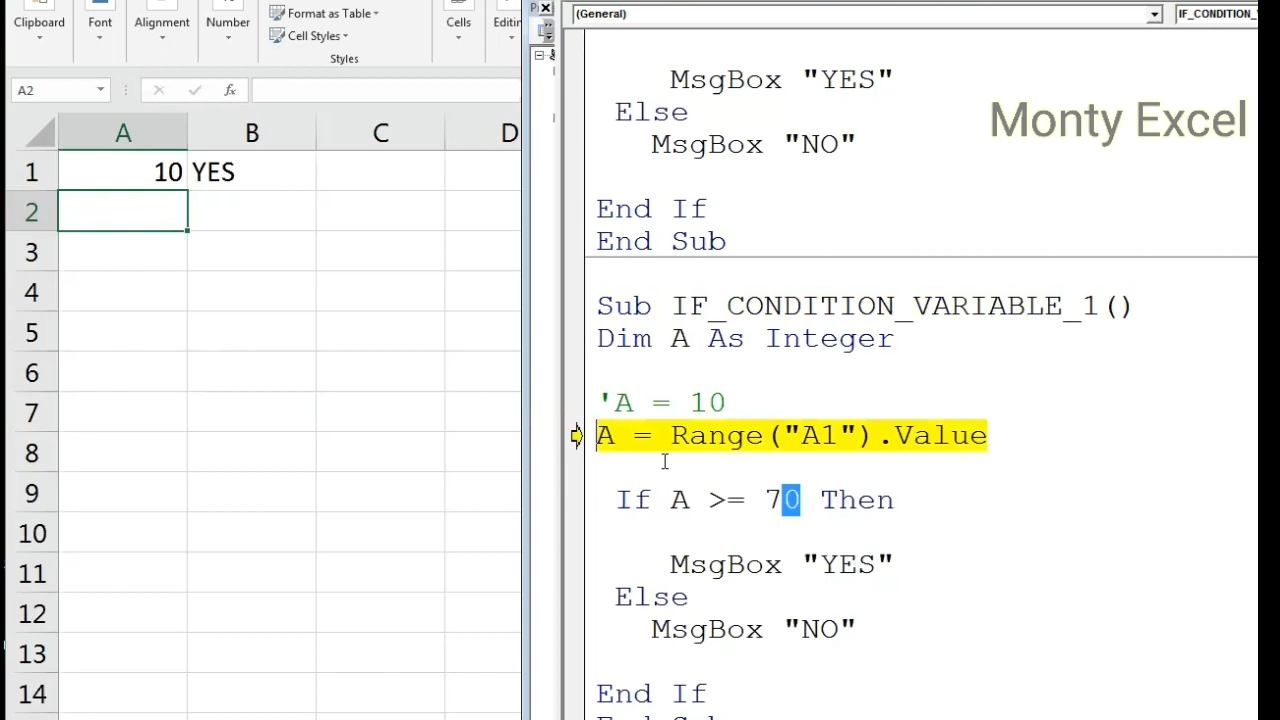 Clipboard
Font
Alignment
Number
Format as Table
Cell Styles
Styles
Cells
Editin
(General)
IF_CONDITION_
A2
fx
A B C D
1 10 YES
2
3
4
5
6
7
8
9
10
11
12
13
14
Monty Excel
MsgBox "YES"
Else
MsgBox "NO"
End If
End Sub
Sub IF_CONDITION_VARIABLE_1()
Dim A As Integer
'A = 10
A = Range("A1").Value
If A >= 70 Then
MsgBox "YES"
Else
MsgBox "NO"
End If